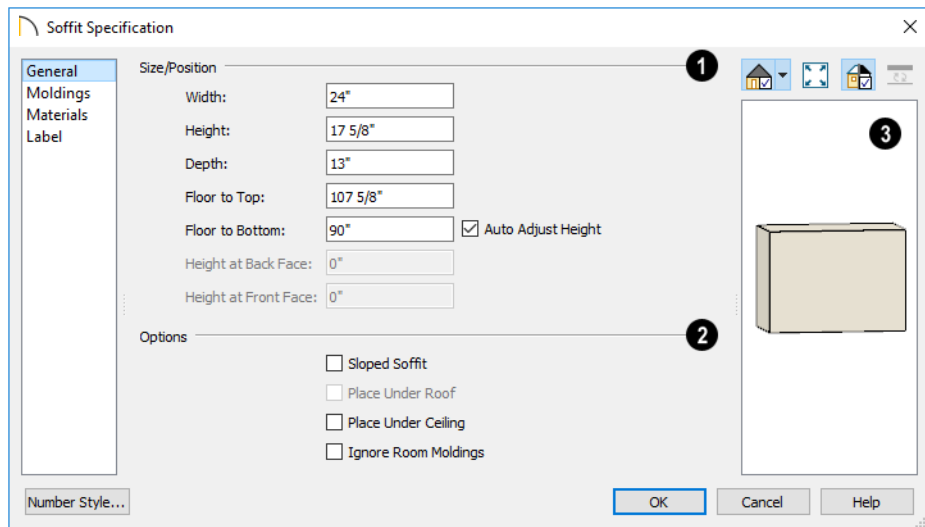 Soffit Specification
General
Moldings
Materials
Label
Size/Position
1
Width: 24"
Height: 17 5/8"
Depth: 13"
Floor to Top: 107 5/8"
Floor to Bottom: 90" Auto Adjust Height
Height at Back Face: 0"
Height at Front Face: 0"
Options
2
Sloped Soffit
Place Under Roof
Place Under Ceiling
Ignore Room Moldings
3
Number Style... OK Cancel Help